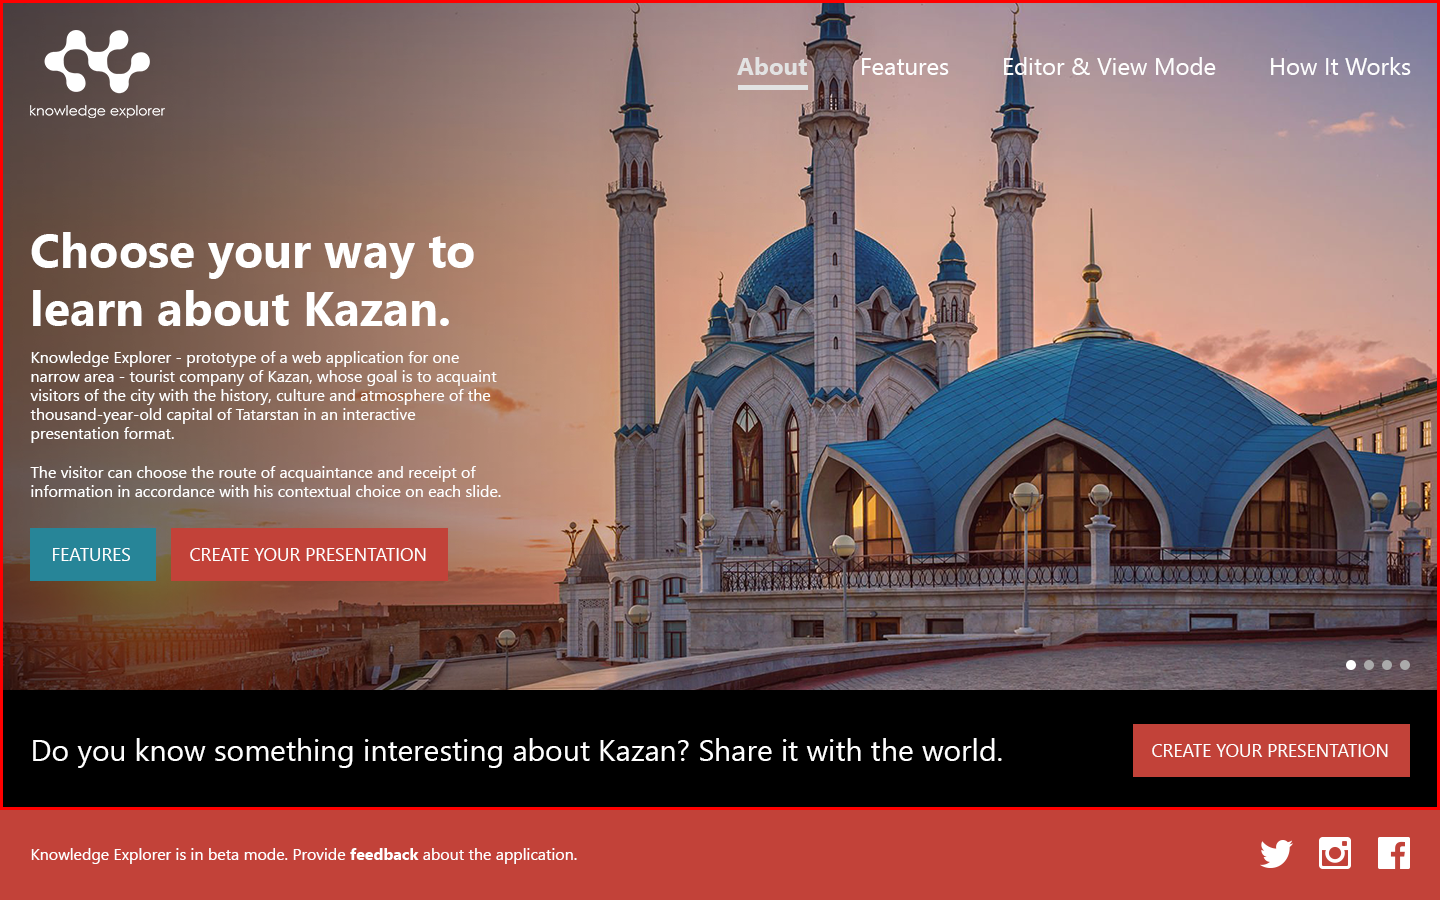 knowledge explorer
About Features Editor & View Mode How It Works
Choose your way to
learn about Kazan.
Knowledge Explorer - prototype of a web application for one
narrow area - tourist company of Kazan, whose goal is to acquaint
visitors of the city with the history, culture and atmosphere of the
thousand-year-old capital of Tatarstan in an interactive
presentation format.
The visitor can choose the route of acquaintance and receipt of
information in accordance with his contextual choice on each slide.
FEATURES CREATE YOUR PRESENTATION
Do you know something interesting about Kazan? Share it with the world.
CREATE YOUR PRESENTATION
Knowledge Explorer is in beta mode. Provide feedback about the application.